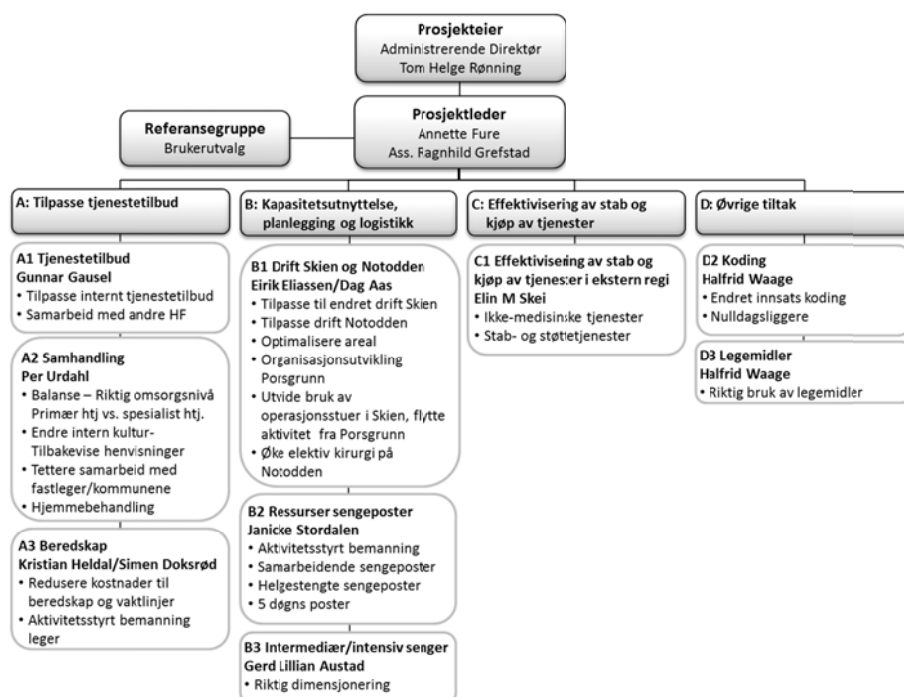 Prosjekteier
Administrerende Direktør
Tom Helge Rønning
Prosjektleder
Annette Fure
Ass. Ragnhild Grefstad
Referansegruppe
Brukerutvalg
A: Tilpasse tjenestetilbud
A1 Tjenestetilbud
Gunnar Gausel
• Tilpasse internt tjenestetilbud
• Samarbeid med andre HF
A2 Samhandling
Per Urdahl
• Balanse – Riktig omsorgsnivå
Primær htj vs. spesialist htj.
• Endre intern kultur-
Tilbakevise henvisninger
• Tettere samarbeid med
fastleger/kommunene
• Hjemmebehandling
A3 Beredskap
Kristian Heldal/Simen Doksrød
• Redusere kostnader til
beredskap og vaktlinjer
• Aktivitetsstyrt bemanning
leger
B: Kapasitetsutnyttelse,
planlegging og logistikk
B1 Drift Skien og Notodden
Eirik Eliassen/Dag Aas
• Tilpasse til endret drift Skien
• Tilpasse drift Notodden
• Optimalisere areal
• Organisasjonsutvikling
Porsgrunn
• Utvide bruk av
operasjonsstuer i Skien, flytte
aktivitet fra Porsgrunn
• Øke elektiv kirurgi på
Notodden
B2 Ressurser sengeposter
Janicke Stordalen
• Aktivitetsstyrt bemanning
• Samarbeidende sengeposter
• Helgestengte sengeposter
• 5 døgns poster
B3 Intermediær/intensiv senger
Gerd Lillian Austad
• Riktig dimensjonering
C: Effektivisering av stab og
kjøp av tjenester
C1 Effektivisering av stab og
kjøp av tjenester i ekstern regi
Elin M Skei
• Ikke-medisinske tjenester
• Stab- og støttetjenester
D: Øvrige tiltak
D2 Koding
Halfrid Waage
• Endret innsats koding
• Nulldagsliggere
D3 Legemidler
Halfrid Waage
• Riktig bruk av legemidler